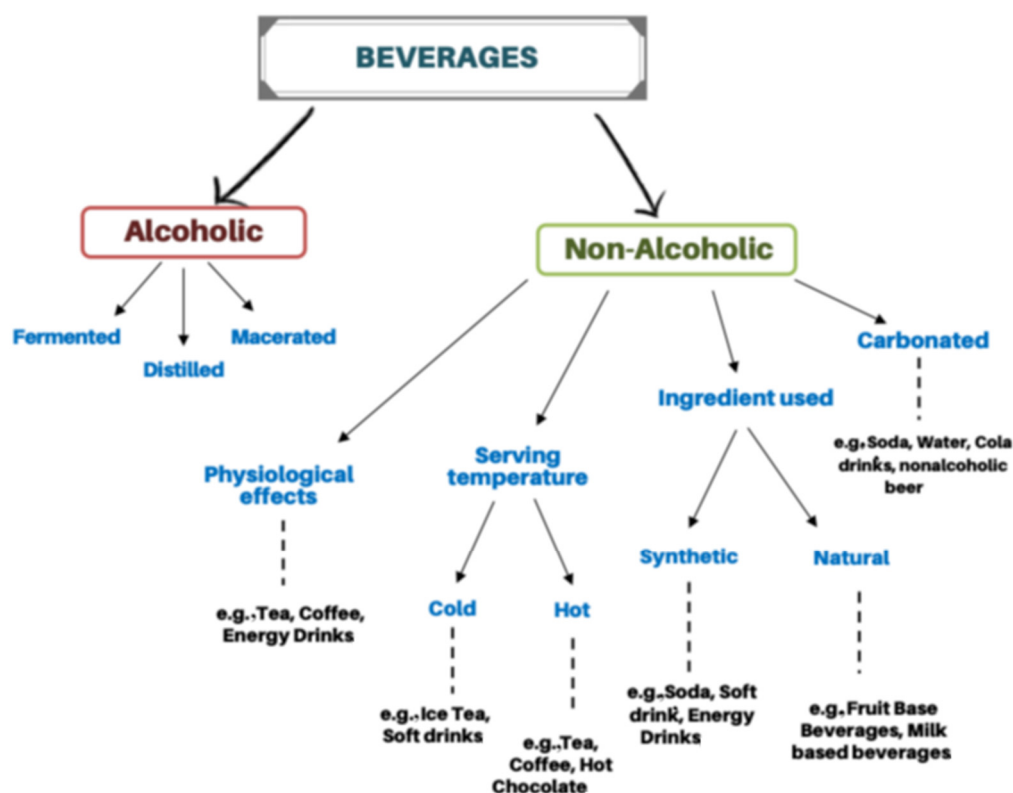 BEVERAGES
Alcoholic
Non-Alcoholic
Fermented
Distilled
Macerated
Carbonated
e.g., Soda, Water, Cola
drinks, nonalcoholic
beer
Ingredient used
Physiological
effects
Serving
temperature
Synthetic
Natural
Cold
Hot
e.g.,Tea, Coffee,
Energy Drinks
e.g.,Ice Tea,
Soft drinks
e.g.,Tea,
Coffee, Hot
Chocolate
e.g.,Soda, Soft
drink, Energy
Drinks
e.g, Fruit Base
Beverages, Milk
based beverages